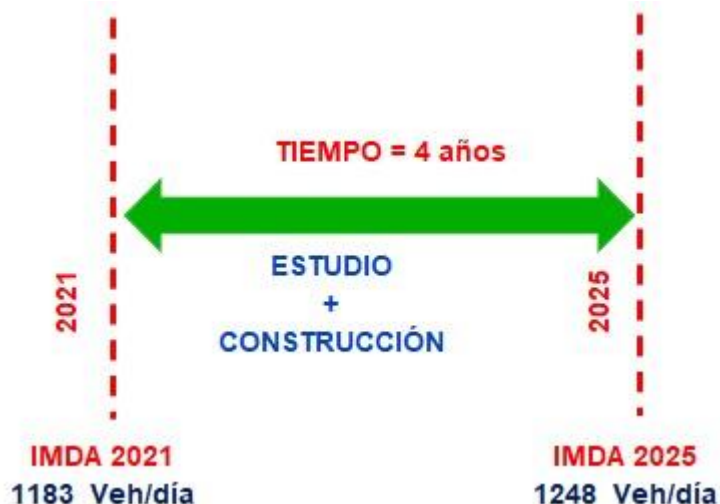 TIEMPO = 4 años
2021
ESTUDIO
+
CONSTRUCCIÓN
2025
IMDA 2021
1183 Veh/día
IMDA 2025
1248 Veh/día